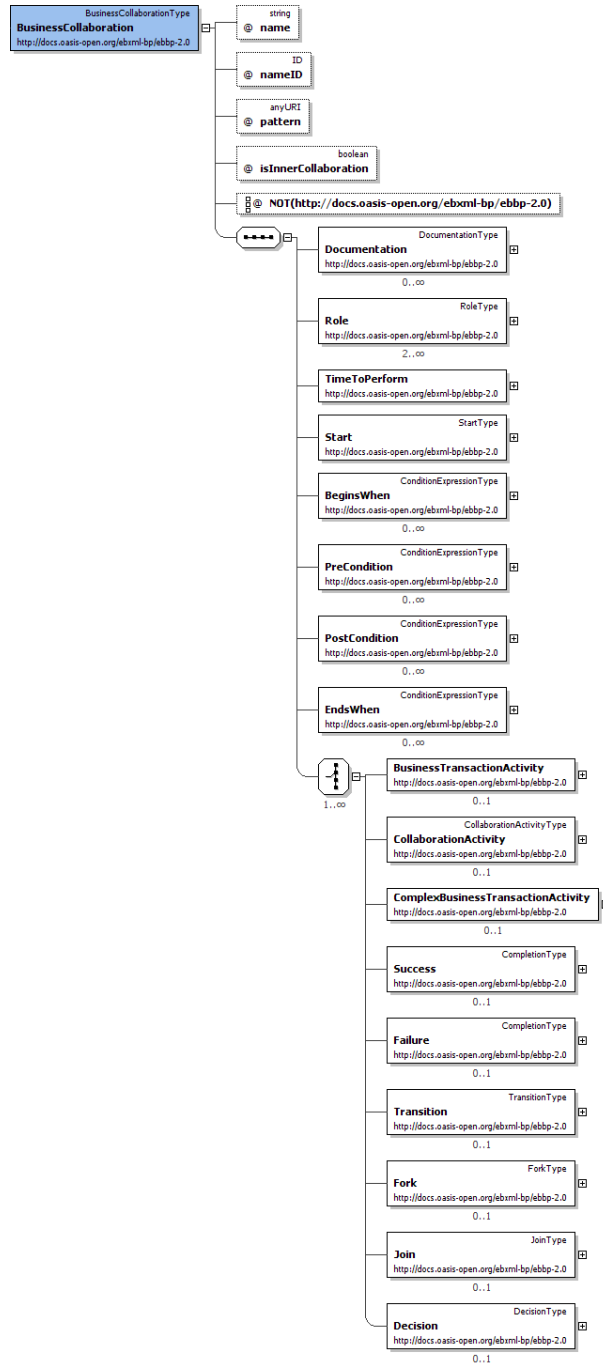 BusinessCollaborationType
BusinessCollaboration
http://docs.oasis-open.org/ebxml-bp/ebbp-2.0
string
@ name
ID
@ nameID
anyURI
@ pattern
boolean
@ isInnerCollaboration
@ NOT(http://docs.oasis-open.org/ebxml-bp/ebbp-2.0)
DocumentationType
Documentation
http://docs.oasis-open.org/ebxml-bp/ebbp-2.0
0..∞
RoleType
Role
http://docs.oasis-open.org/ebxml-bp/ebbp-2.0
2..∞
TimeToPerform
http://docs.oasis-open.org/ebxml-bp/ebbp-2.0
StartType
Start
http://docs.oasis-open.org/ebxml-bp/ebbp-2.0
ConditionExpressionType
BeginsWhen
http://docs.oasis-open.org/ebxml-bp/ebbp-2.0
0..∞
ConditionExpressionType
PreCondition
http://docs.oasis-open.org/ebxml-bp/ebbp-2.0
0..∞
ConditionExpressionType
PostCondition
http://docs.oasis-open.org/ebxml-bp/ebbp-2.0
0..∞
ConditionExpressionType
EndsWhen
http://docs.oasis-open.org/ebxml-bp/ebbp-2.0
0..∞
1..∞
BusinessTransactionActivity
http://docs.oasis-open.org/ebxml-bp/ebbp-2.0
0..1
CollaborationActivityType
CollaborationActivity
http://docs.oasis-open.org/ebxml-bp/ebbp-2.0
0..1
ComplexBusinessTransactionActivity
http://docs.oasis-open.org/ebxml-bp/ebbp-2.0
0..1
CompletionType
Success
http://docs.oasis-open.org/ebxml-bp/ebbp-2.0
0..1
CompletionType
Failure
http://docs.oasis-open.org/ebxml-bp/ebbp-2.0
0..1
TransitionType
Transition
http://docs.oasis-open.org/ebxml-bp/ebbp-2.0
0..1
ForkType
Fork
http://docs.oasis-open.org/ebxml-bp/ebbp-2.0
0..1
JoinType
Join
http://docs.oasis-open.org/ebxml-bp/ebbp-2.0
0..1
DecisionType
Decision
http://docs.oasis-open.org/ebxml-bp/ebbp-2.0
0..1